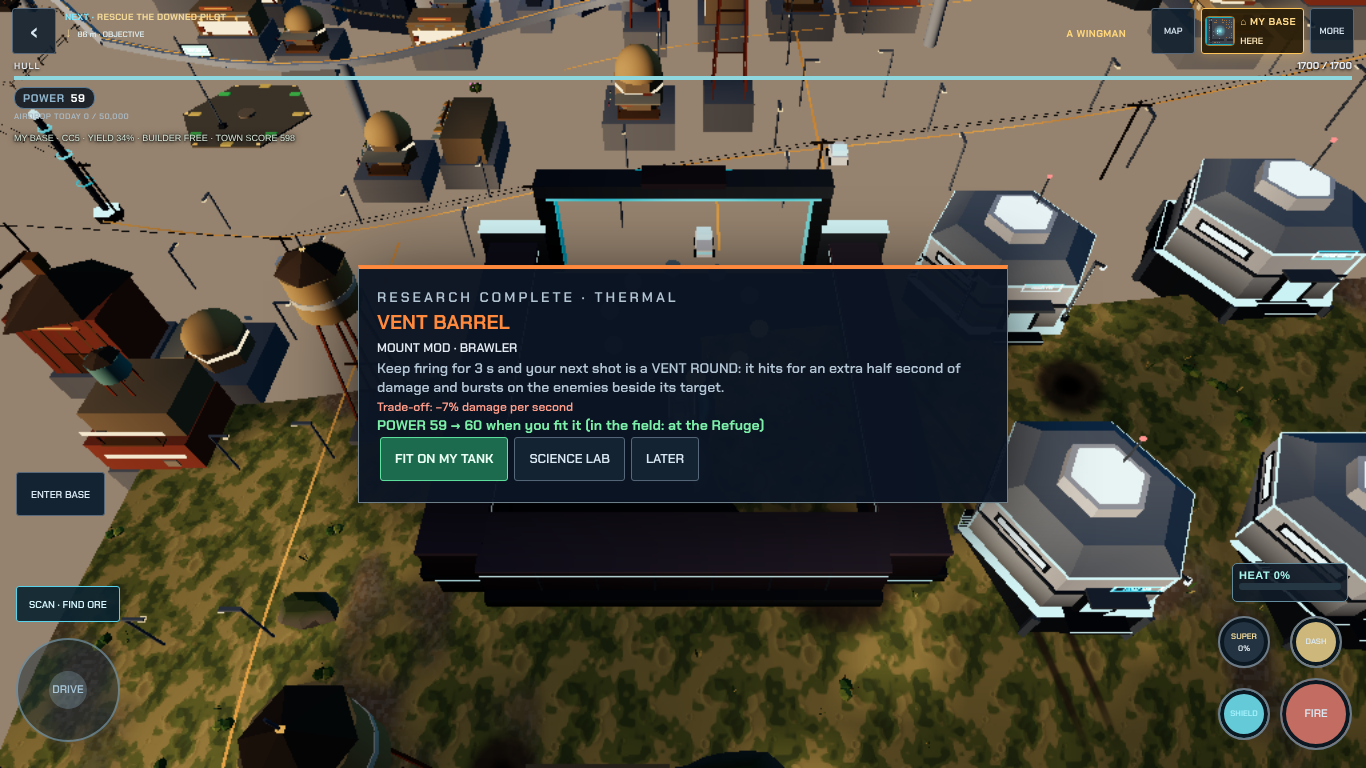 <
NEXT · RESCUE THE DOWNED PILOT
86 m · OBJECTIVE
A WINGMAN
MAP
⌂ MY BASE
HERE
MORE
HULL
1700 / 1700
POWER 59
AIRDROP TODAY 0 / 50,000
MY BASE · CC5 · YIELD 34% · BUILDER FREE · TOWN SCORE 598
RESEARCH COMPLETE · THERMAL
VENT BARREL
MOUNT MOD · BRAWLER
Keep firing for 3 s and your next shot is a VENT ROUND: it hits for an extra half second of
damage and bursts on the enemies beside its target.
Trade-off: −7% damage per second
POWER 59 → 60 when you fit it (in the field: at the Refuge)
FIT ON MY TANK
SCIENCE LAB
LATER
ENTER BASE
SCAN · FIND ORE
DRIVE
HEAT 0%
SUPER
0%
DASH
SHIELD
FIRE